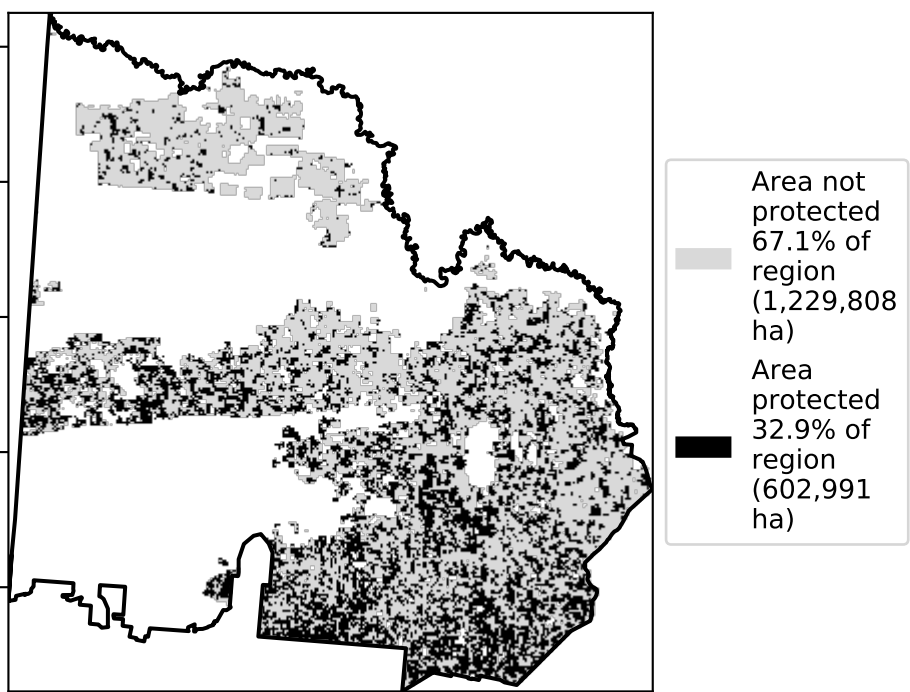 Area not
protected
67.1% of
region
(1,229,808
ha)
Area
protected
32.9% of
region
(602,991
ha)